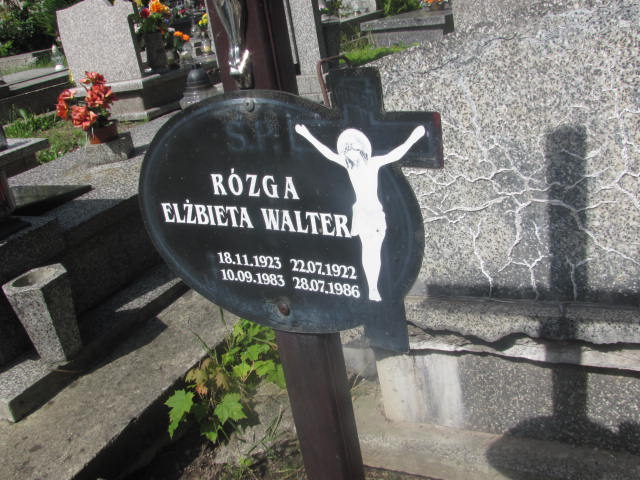 Ś.P.
RÓZGA
ELŻBIETA WALTER
18.11.1923 22.07.1922
10.09.1983 28.07.1986